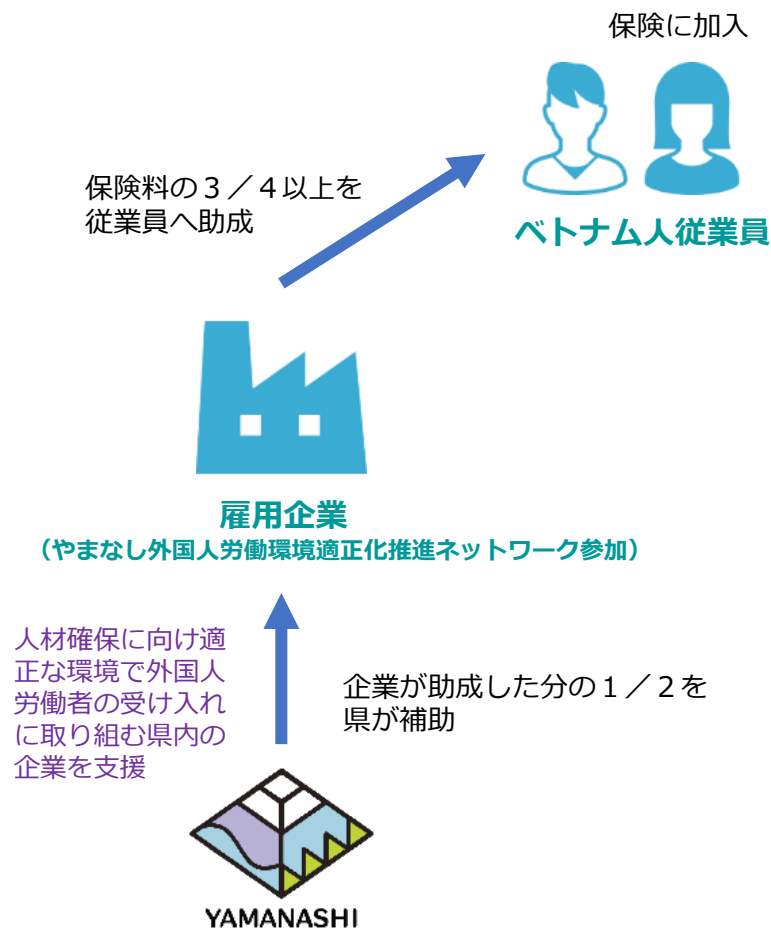 保険に加入
ベトナム人従業員
保険料の３／４以上を
従業員へ助成
雇用企業
（やまなし外国人労働環境適正化推進ネットワーク参加）
人材確保に向け適
正な環境で外国人
労働者の受け入れ
に取り組む県内の
企業を支援
企業が助成した分の１／２を
県が補助
YAMANASHI